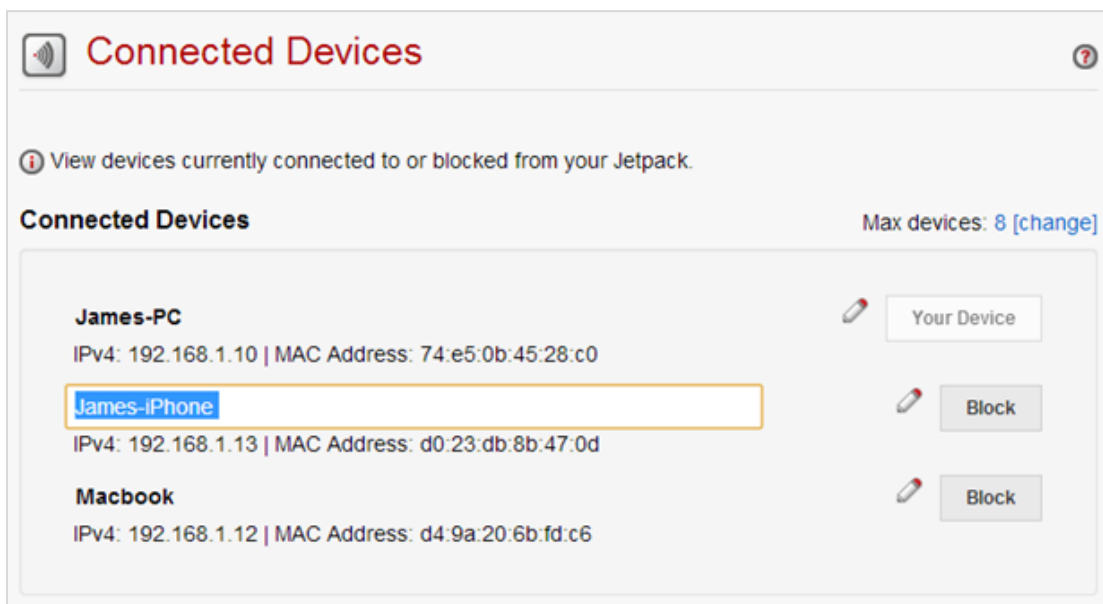 Connected Devices
?
i View devices currently connected to or blocked from your Jetpack.
Connected Devices Max devices: 8 [change]
James-PC Your Device
IPv4: 192.168.1.10 | MAC Address: 74:e5:0b:45:28:c0
James-iPhone Block
IPv4: 192.168.1.13 | MAC Address: d0:23:db:8b:47:0d
Macbook Block
IPv4: 192.168.1.12 | MAC Address: d4:9a:20:6b:fd:c6